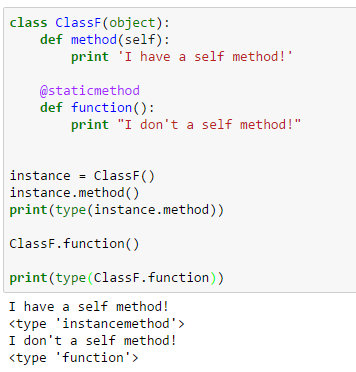 class ClassF(object):
    def method(self):
        print 'I have a self method!'
    @staticmethod
    def function():
        print "I don't a self method!"
instance = ClassF()
instance.method()
print(type(instance.method))
ClassF.function()
print(type(ClassF.function))
I have a self method!
<type 'instancemethod'>
I don't a self method!
<type 'function'>